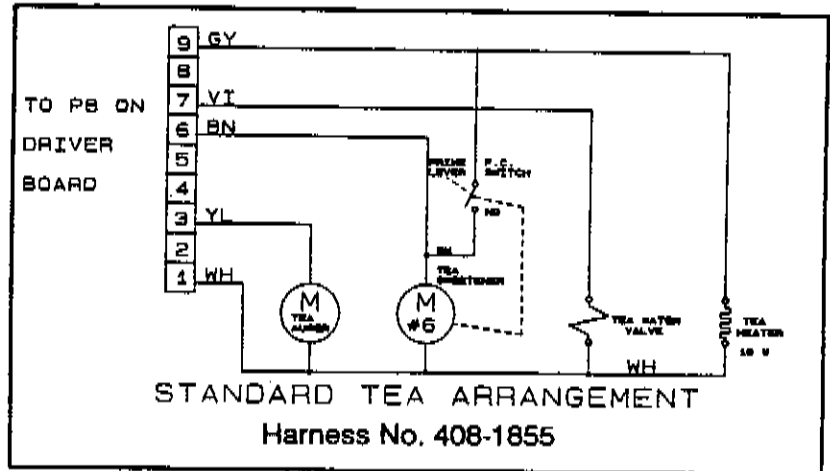 9 GY
8
7 VI
6 BN
5
4
3 YL
2
1 WH
TO P8 ON
DRIVER
BOARD
PRIME
LEVER
P.C.
SWITCH
NO
BN
TEA
SWEETENER
M
TEA
AUGER
M
#6
TEA WATER
VALVE
TEA
HEATER
WH
STANDARD TEA ARRANGEMENT
Harness No. 408-1855